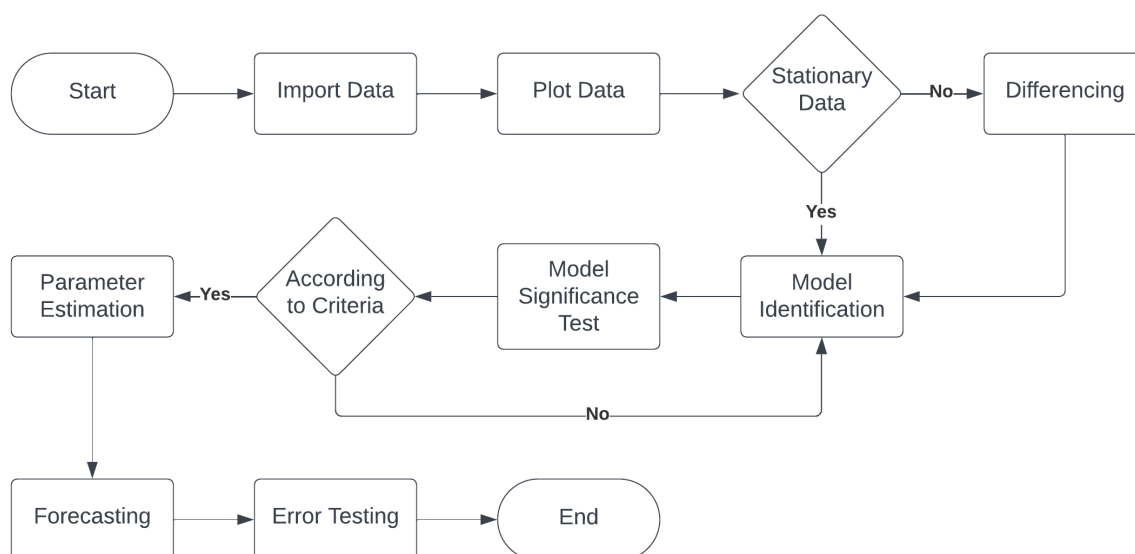 Start
Import Data
Plot Data
Stationary
Data
No
Differencing
Yes
Parameter
Estimation
Yes
According
to Criteria
Model
Significance
Test
Model
Identification
No
Forecasting
Error Testing
End